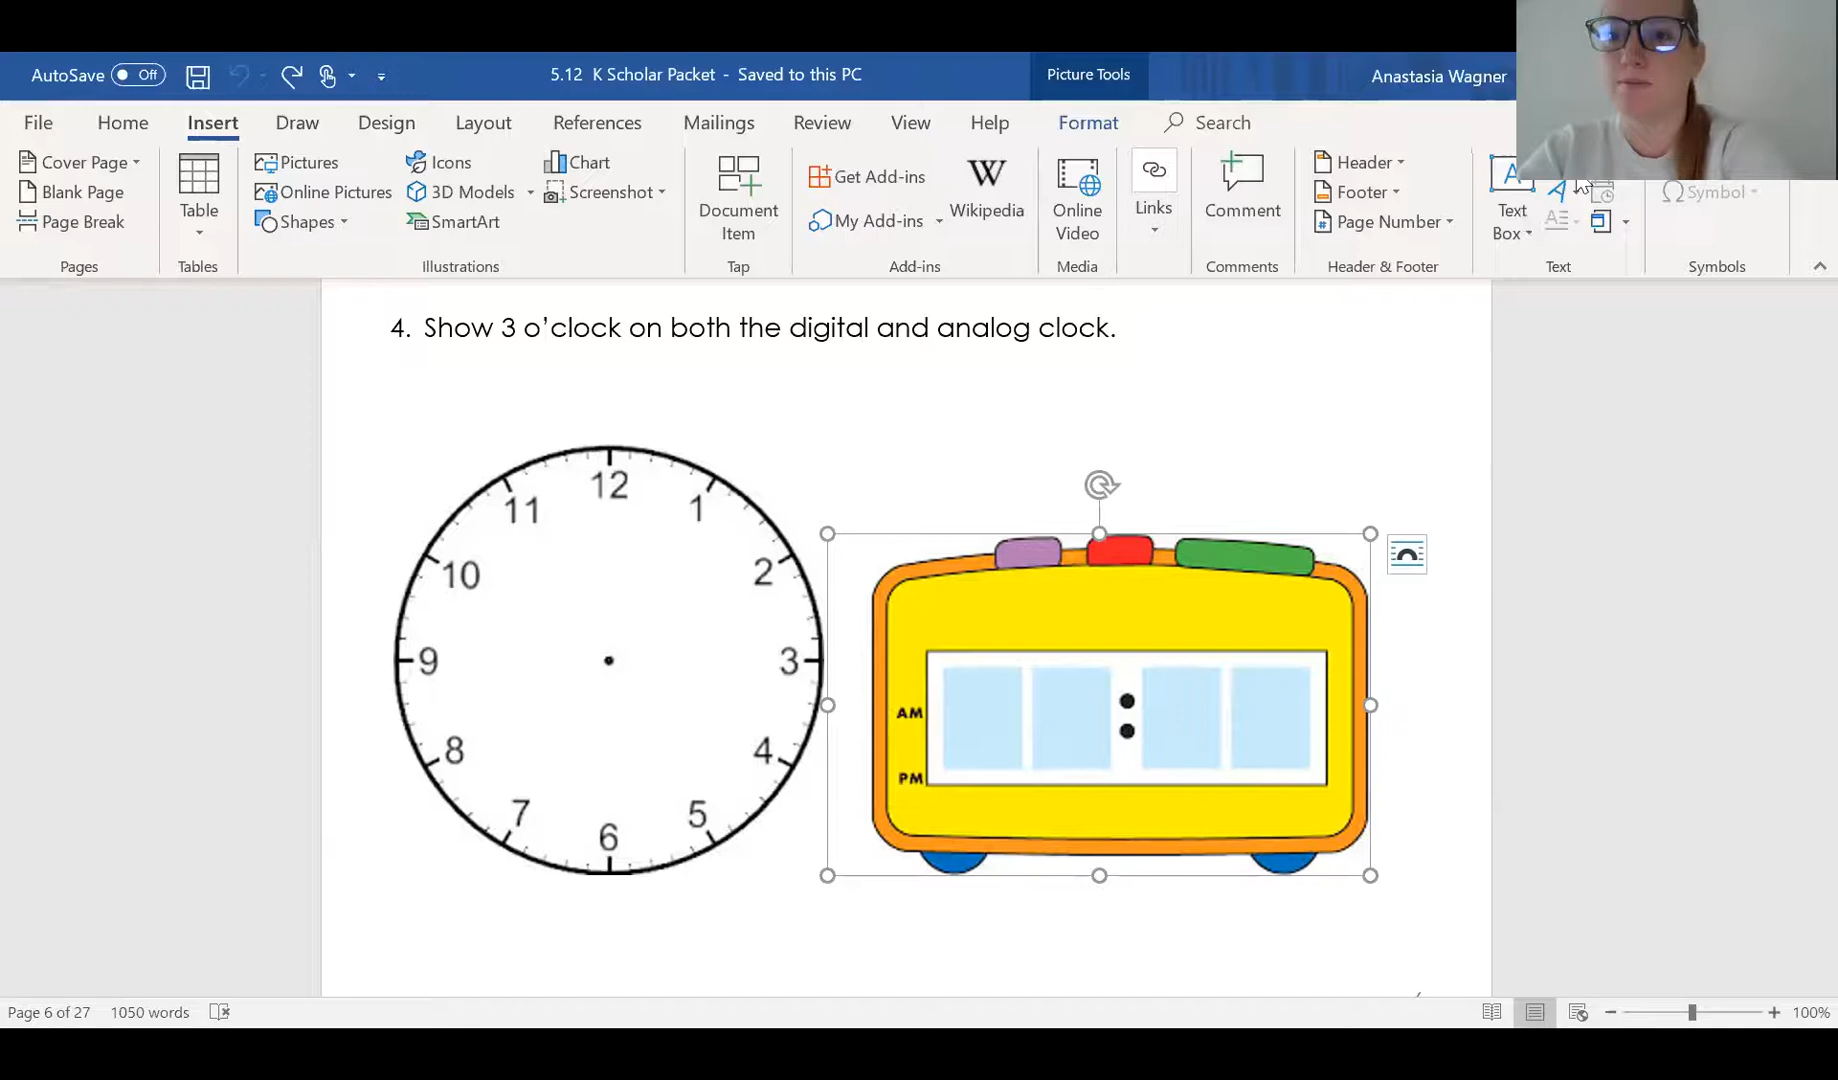 AutoSave Off
5.12 K Scholar Packet - Saved to this PC
Picture Tools
Anastasia Wagner
File Home Insert Draw Design Layout References Mailings Review View Help Format Search
Cover Page
Blank Page
Page Break
Pages
Table
Tables
Pictures
Online Pictures
Shapes
Icons
3D Models
SmartArt
Chart
Screenshot
Illustrations
Document
Item
Tap
Get Add-ins
My Add-ins
W
Wikipedia
Add-ins
Online
Video
Media
Links
Comment
Comments
Header
Footer
# Page Number
Header & Footer
A
Text
Box
A
A
Text
Ω Symbol
Symbols
4. Show 3 o’clock on both the digital and analog clock.
12
11 1
10 2
9 3
8 4
7 5
6
:
AM
PM
Page 6 of 27 1050 words
100%